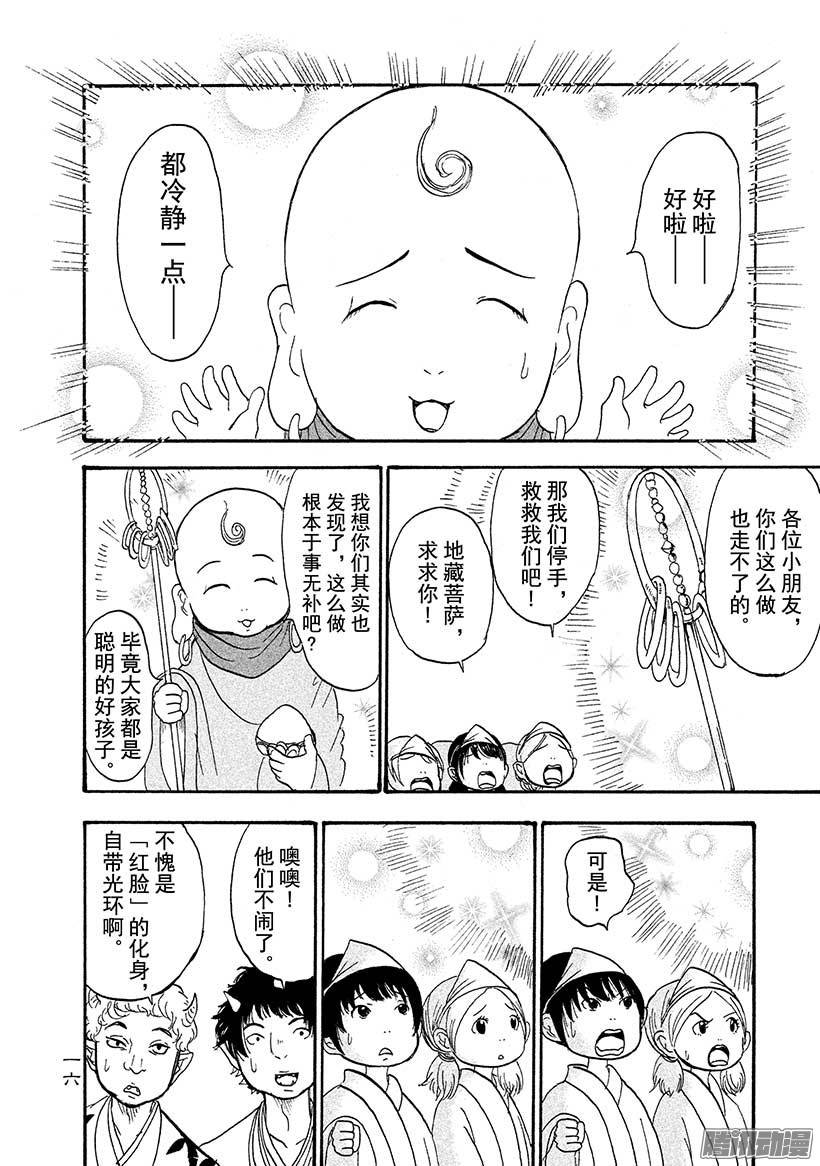 好啦——
好啦——
都冷静一点——
各位小朋友，
你们这么做
也走不了的。
那我们停手，
救救我们吧！
地藏菩萨，
求求你！
我想你们其实也
发现了，这么做
根本于事无补吧？
毕竟大家都是
聪明的好孩子。
可是！
噢噢！
他们不闹了。
不愧是
「红脸」的化身，
自带光环啊。
一六
腾讯动漫